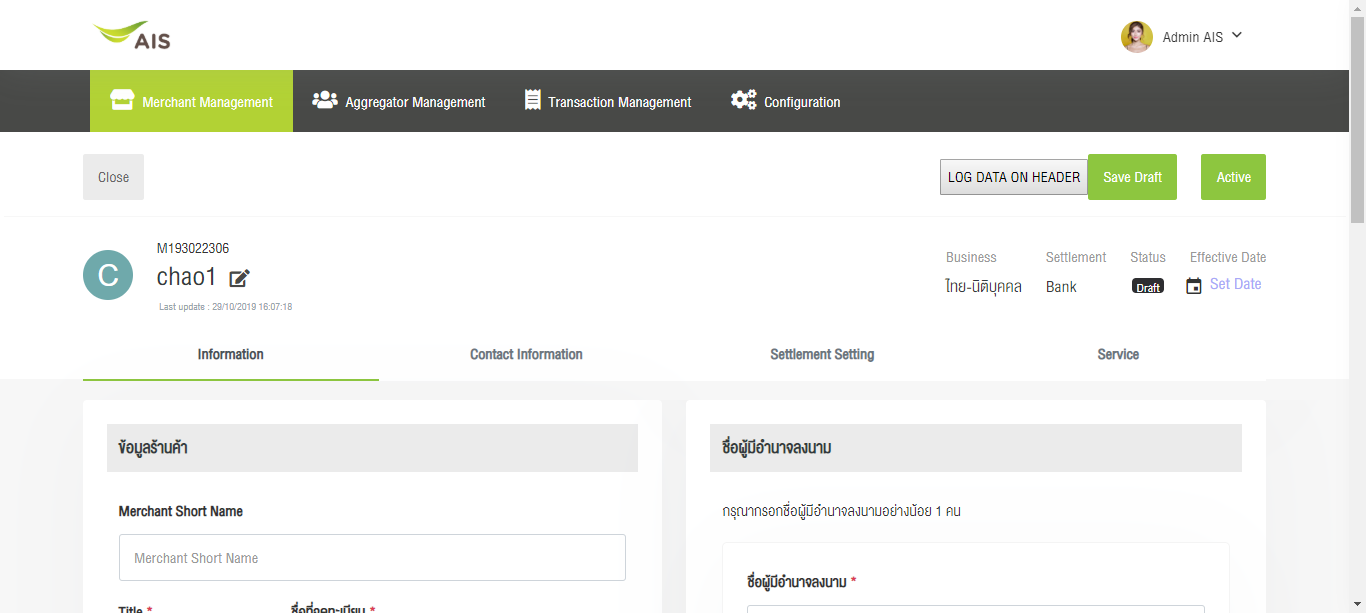 AIS
Admin AIS
Merchant Management
Aggregator Management
Transaction Management
Configuration
Close
LOG DATA ON HEADER
Save Draft
Active
C
M193022306
chao1
Last update : 29/10/2019 16:07:18
Business
Settlement
Status
Effective Date
ไทย-นิติบุคคล
Bank
Draft
Set Date
Information
Contact Information
Settlement Setting
Service
ข้อมูลร้านค้า
Merchant Short Name
Merchant Short Name
Title *
ชื่อที่จดทะเบียน *
ชื่อผู้มีอำนาจลงนาม
กรุณากรอกชื่อผู้มีอำนาจลงนามอย่างน้อย 1 คน
ชื่อผู้มีอำนาจลงนาม *